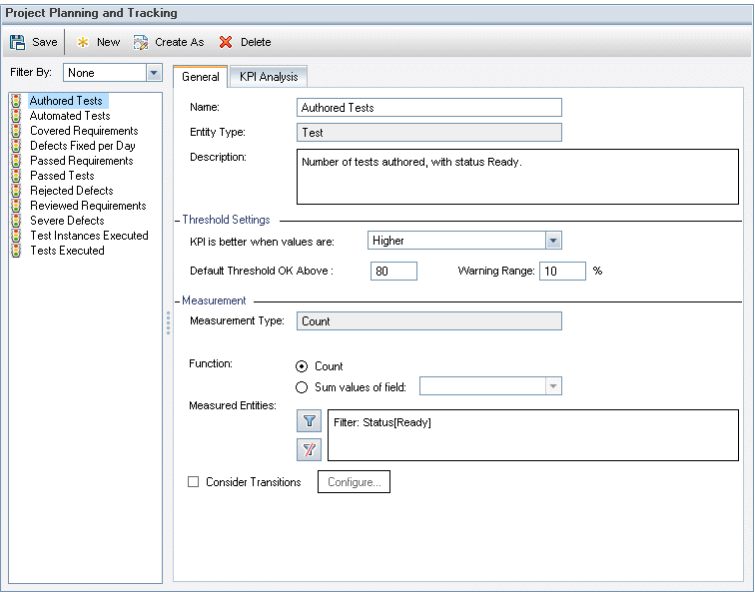 Project Planning and Tracking
Save New Create As Delete
Filter By: None
Authored Tests
Automated Tests
Covered Requirements
Defects Fixed per Day
Passed Requirements
Passed Tests
Rejected Defects
Reviewed Requirements
Severe Defects
Test Instances Executed
Tests Executed
General KPI Analysis
Name: Authored Tests
Entity Type: Test
Description: Number of tests authored, with status Ready.
Threshold Settings
KPI is better when values are: Higher
Default Threshold OK Above : 80 Warning Range: 10 %
Measurement
Measurement Type: Count
Function: Count
Sum values of field:
Measured Entities: Filter: Status[Ready]
Consider Transitions Configure...